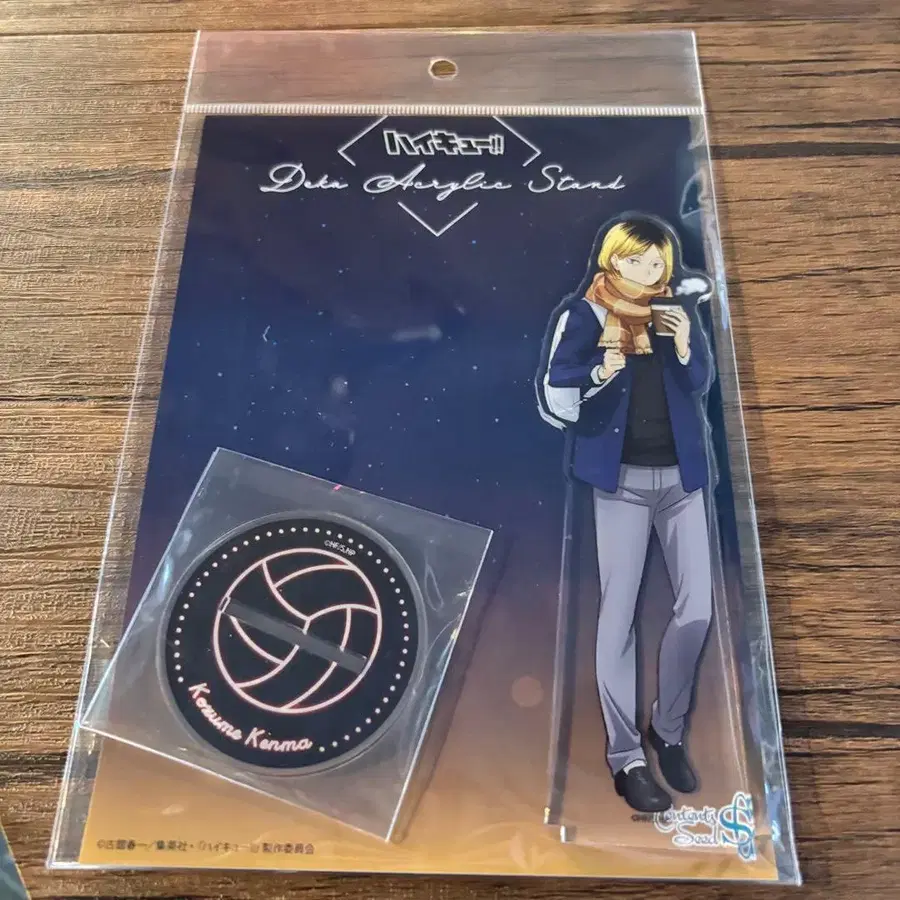 ハイキュー!!
Deka Acrylic Stand
©HF/S,HP
Kozume Kenma
Contents
Seed
©古舘春一/集英社・「ハイキュー!!」製作委員会